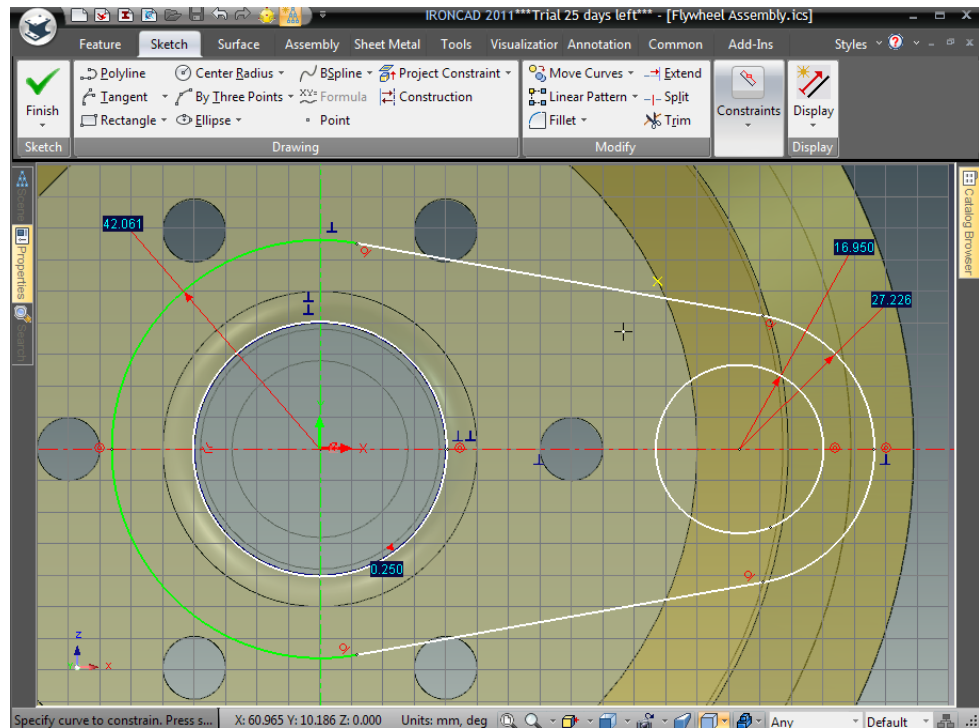 IRONCAD 2011***Trial 25 days left*** - [Flywheel Assembly.ics]
Feature Sketch Surface Assembly Sheet Metal Tools Visualization Annotation Common Add-Ins Styles
Polyline Center Radius BSpline Project Constraint Move Curves Extend
Tangent By Three Points XY= Formula Construction Linear Pattern Split
Finish Constraints Display
Rectangle Ellipse Point Fillet Trim
Sketch Drawing Modify Display
Scene
Properties
Search
Catalog Browser
42.061
16.950
27.226
X
0.250
Z
X
Specify curve to constrain. Press s... X: 60.965 Y: 10.186 Z: 0.000 Units: mm, deg Any Default